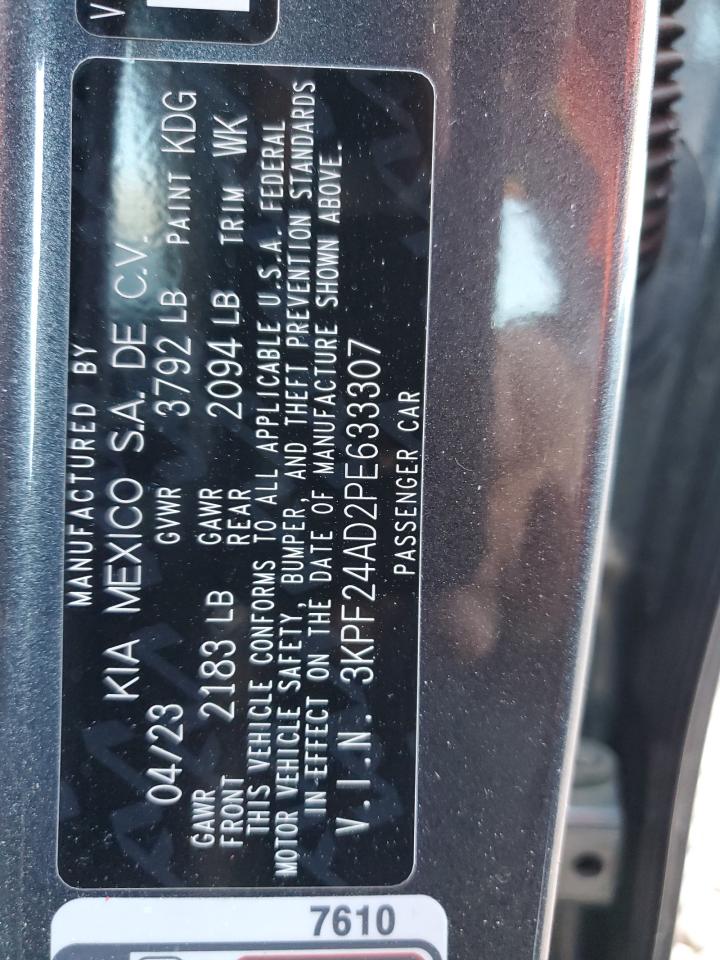 V
MANUFACTURED BY
KIA MEXICO S.A. DE C.V.
04/23 GVWR 3792 LB PAINT KDG
GAWR FRONT 2183 LB GAWR REAR 2094 LB TRIM WK
THIS VEHICLE CONFORMS TO ALL APPLICABLE U.S.A. FEDERAL
MOTOR VEHICLE SAFETY, BUMPER, AND THEFT PREVENTION STANDARDS
IN EFFECT ON THE DATE OF MANUFACTURE SHOWN ABOVE.
V.I.N. 3KPF24AD2PE633307
PASSENGER CAR
7610